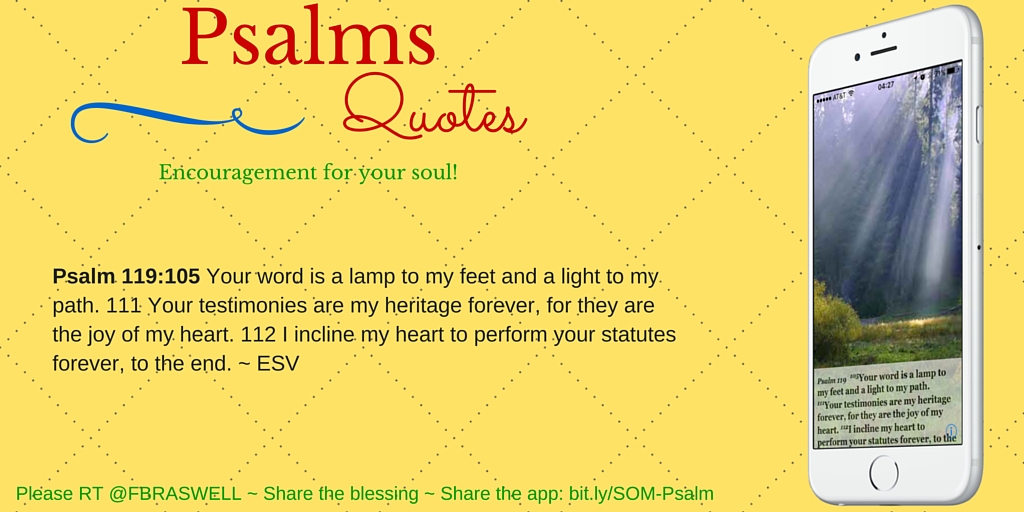 Psalms
Quotes
Encouragement for your soul!
Psalm 119:105 Your word is a lamp to my feet and a light to my
path. 111 Your testimonies are my heritage forever, for they are
the joy of my heart. 112 I incline my heart to perform your statutes
forever, to the end. ~ ESV
Please RT @FBRASWELL ~ Share the blessing ~ Share the app: bit.ly/SOM-Psalm
AT&T 04:27
Psalm 119 105Your word is a lamp to
my feet and a light to my path.
111Your testimonies are my heritage
forever, for they are the joy of my
heart. 112I incline my heart to
perform your statutes forever, to the